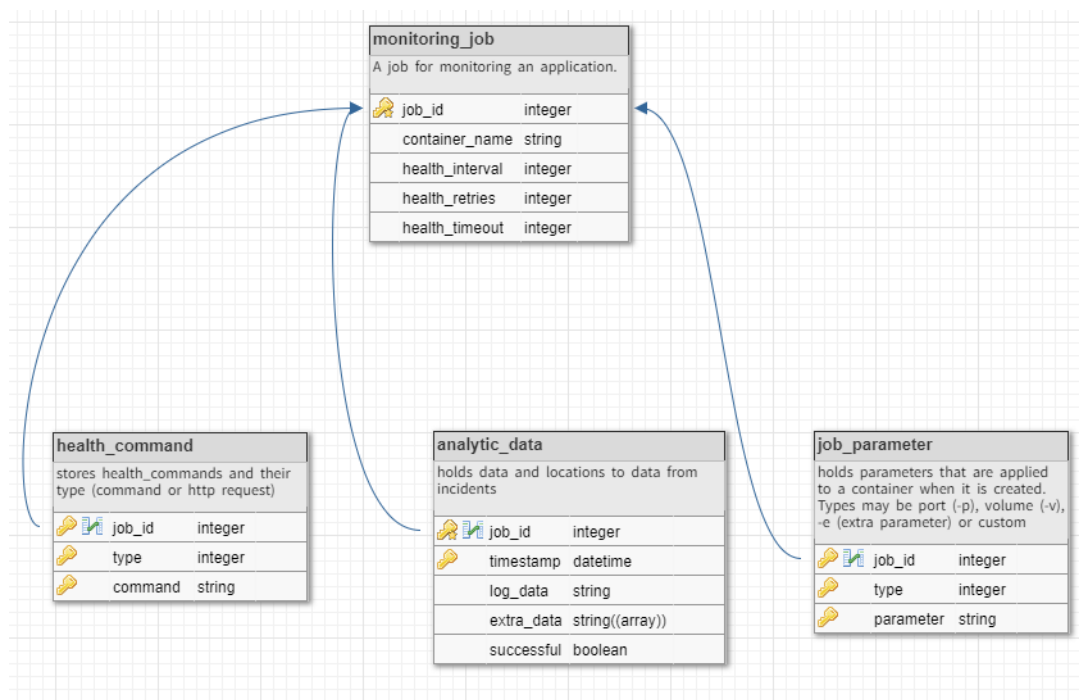 monitoring_job
A job for monitoring an application.
job_id integer
container_name string
health_interval integer
health_retries integer
health_timeout integer
health_command
stores health_commands and their
type (command or http request)
job_id integer
type integer
command string
analytic_data
holds data and locations to data from
incidents
job_id integer
timestamp datetime
log_data string
extra_data string((array))
successful boolean
job_parameter
holds parameters that are applied
to a container when it is created.
Types may be port (-p), volume (-v),
-e (extra parameter) or custom
job_id integer
type integer
parameter string